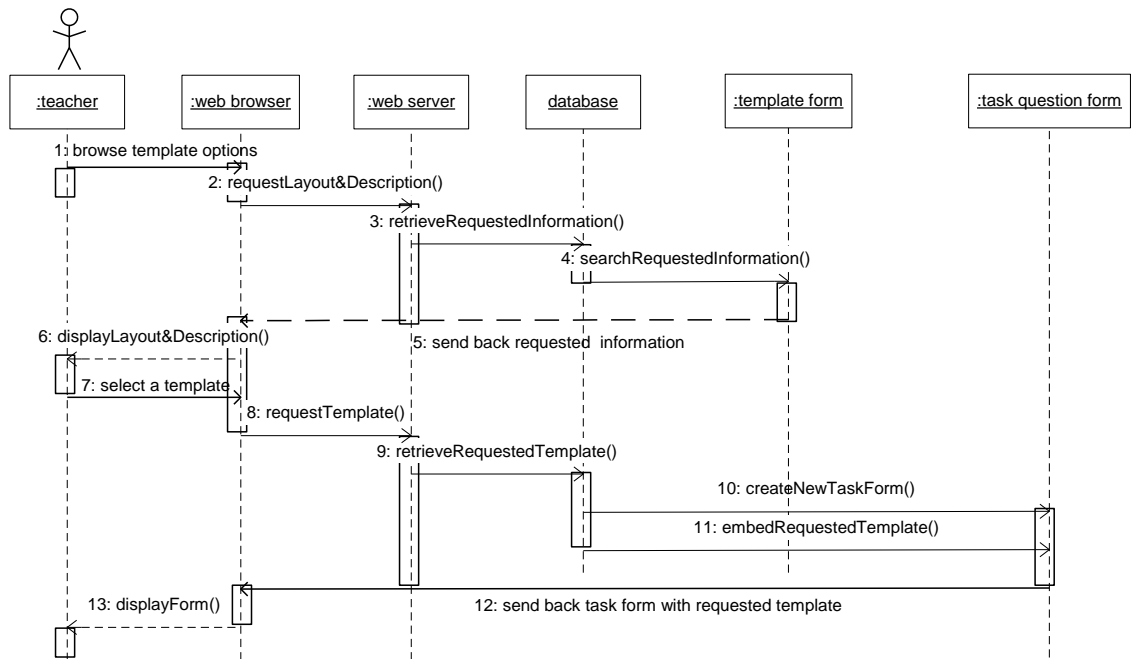 :teacher
:web browser
:web server
database
:template form
:task question form
1: browse template options
2: requestLayout&Description()
3: retrieveRequestedInformation()
4: searchRequestedInformation()
5: send back requested information
6: displayLayout&Description()
7: select a template
8: requestTemplate()
9: retrieveRequestedTemplate()
10: createNewTaskForm()
11: embedRequestedTemplate()
12: send back task form with requested template
13: displayForm()